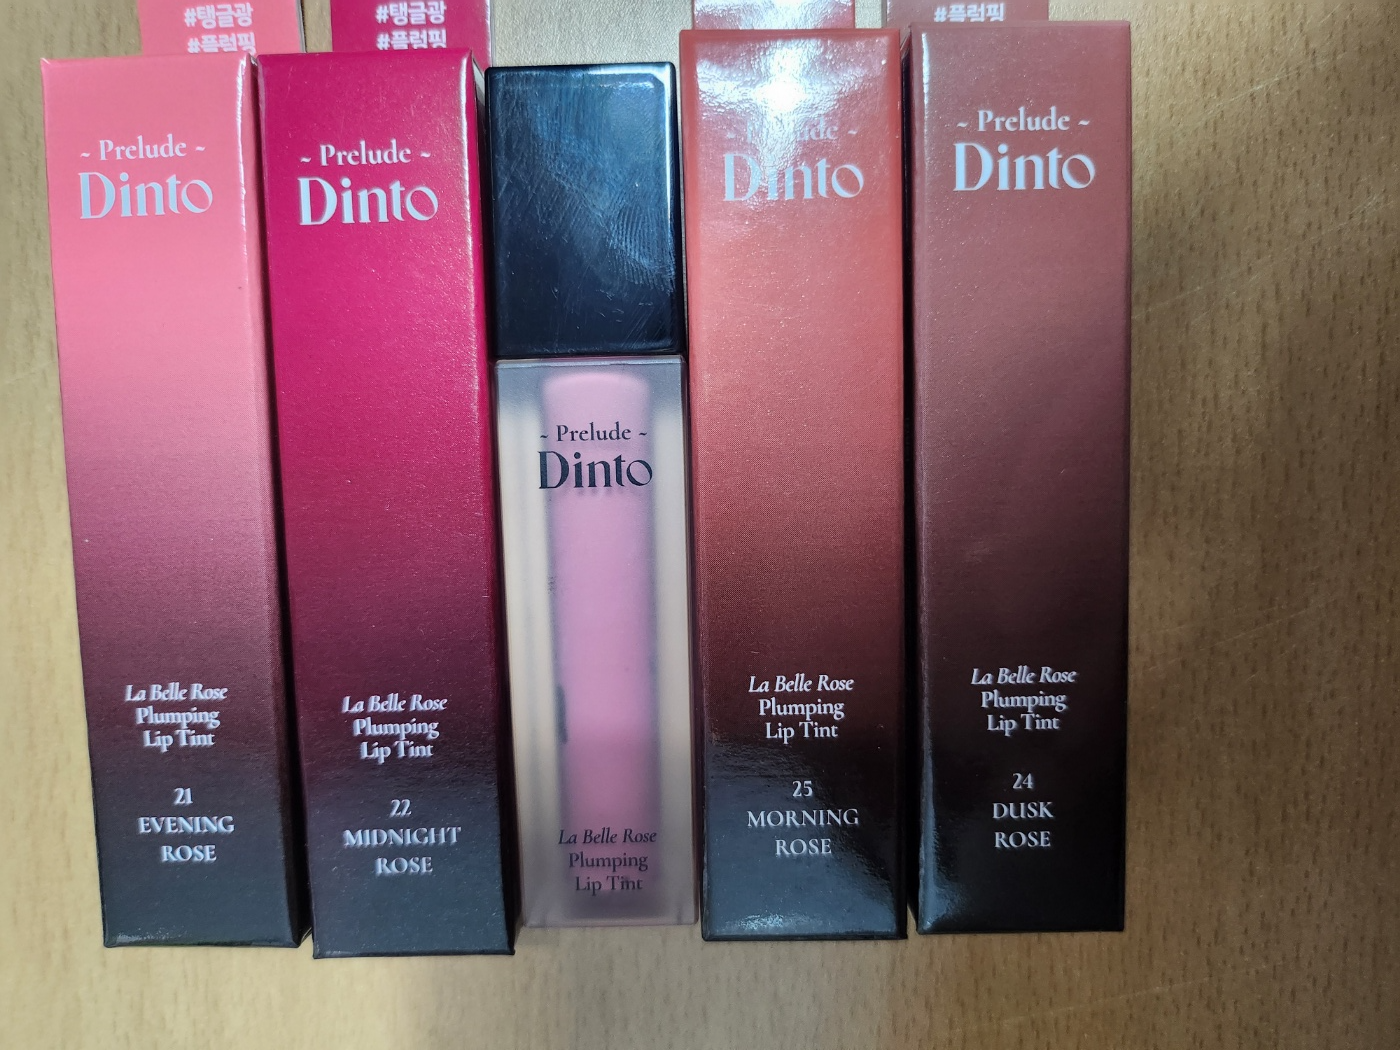 #탱글광
#플럼핑
~ Prelude ~
Dinto
La Belle Rose
Plumping
Lip Tint
21
EVENING
ROSE
#탱글광
#플럼핑
~ Prelude ~
Dinto
La Belle Rose
Plumping
Lip Tint
22
MIDNIGHT
ROSE
~ Prelude ~
Dinto
La Belle Rose
Plumping
Lip Tint
~ Prelude ~
Dinto
La Belle Rose
Plumping
Lip Tint
25
MORNING
ROSE
#플럼핑
~ Prelude ~
Dinto
La Belle Rose
Plumping
Lip Tint
24
DUSK
ROSE